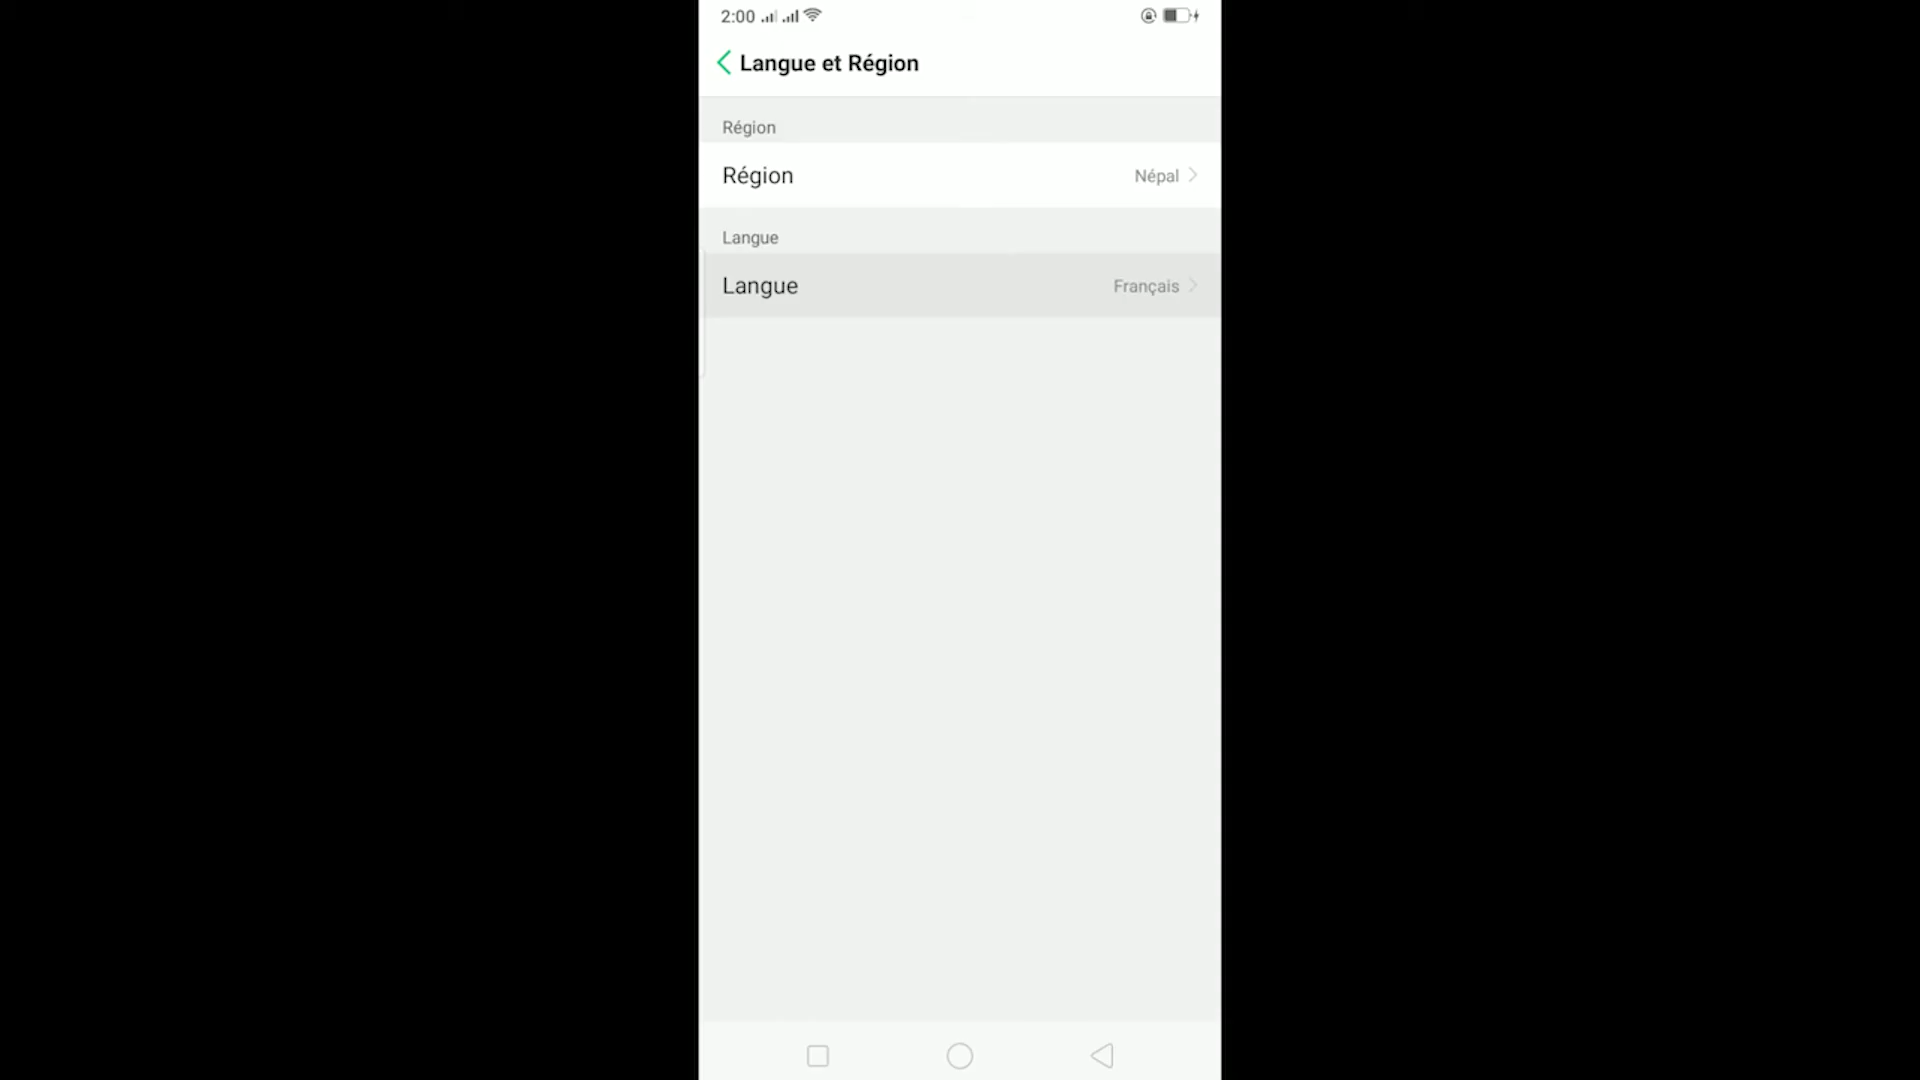 2:00
Langue et Région
Région
Région Népal
Langue
Langue Français